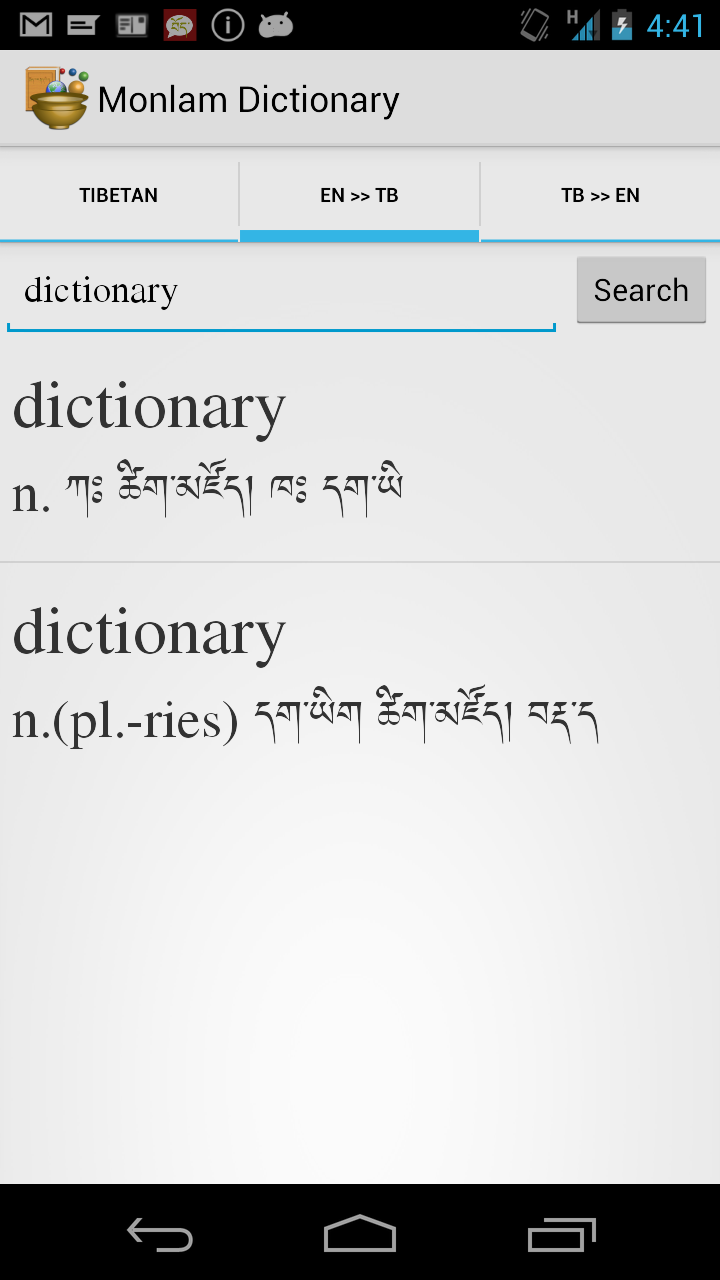 4:41
Monlam Dictionary
TIBETAN
EN >> TB
TB >> EN
dictionary
Search
dictionary
n. ཀཿ ཚིག་མཛོད། ཁཿ དག་ཡི
dictionary
n.(pl.-ries) དག་ཡིག ཚིག་མཛོད། བརྡ་ད